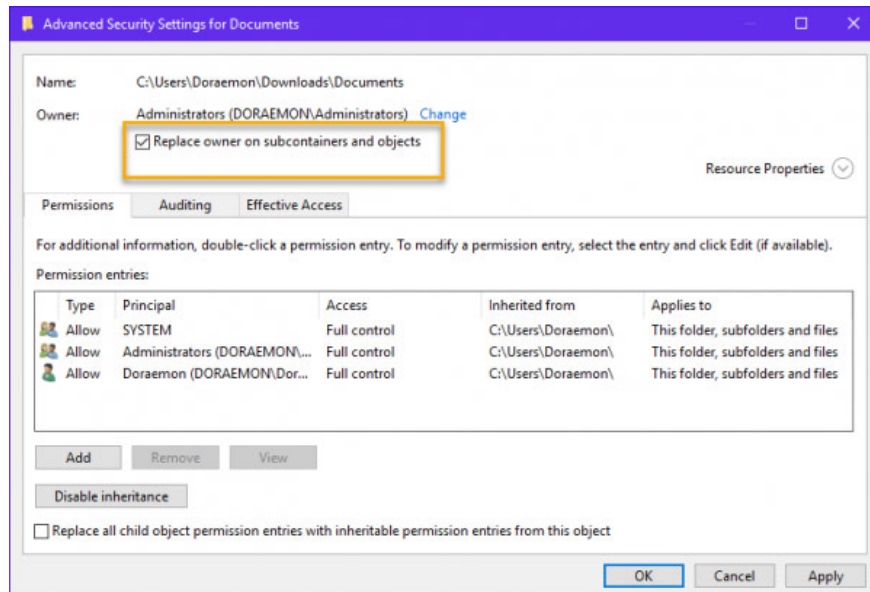 Advanced Security Settings for Documents
Name: C:\Users\Doraemon\Downloads\Documents
Owner: Administrators (DORAEMON\Administrators) Change
Replace owner on subcontainers and objects
Resource Properties
Permissions Auditing Effective Access
For additional information, double-click a permission entry. To modify a permission entry, select the entry and click Edit (if available).
Permission entries:
Type Principal Access Inherited from Applies to
Allow SYSTEM Full control C:\Users\Doraemon\ This folder, subfolders and files
Allow Administrators (DORAEMON\... Full control C:\Users\Doraemon\ This folder, subfolders and files
Allow Doraemon (DORAEMON\Dor... Full control C:\Users\Doraemon\ This folder, subfolders and files
Add Remove View
Disable inheritance
Replace all child object permission entries with inheritable permission entries from this object
OK Cancel Apply